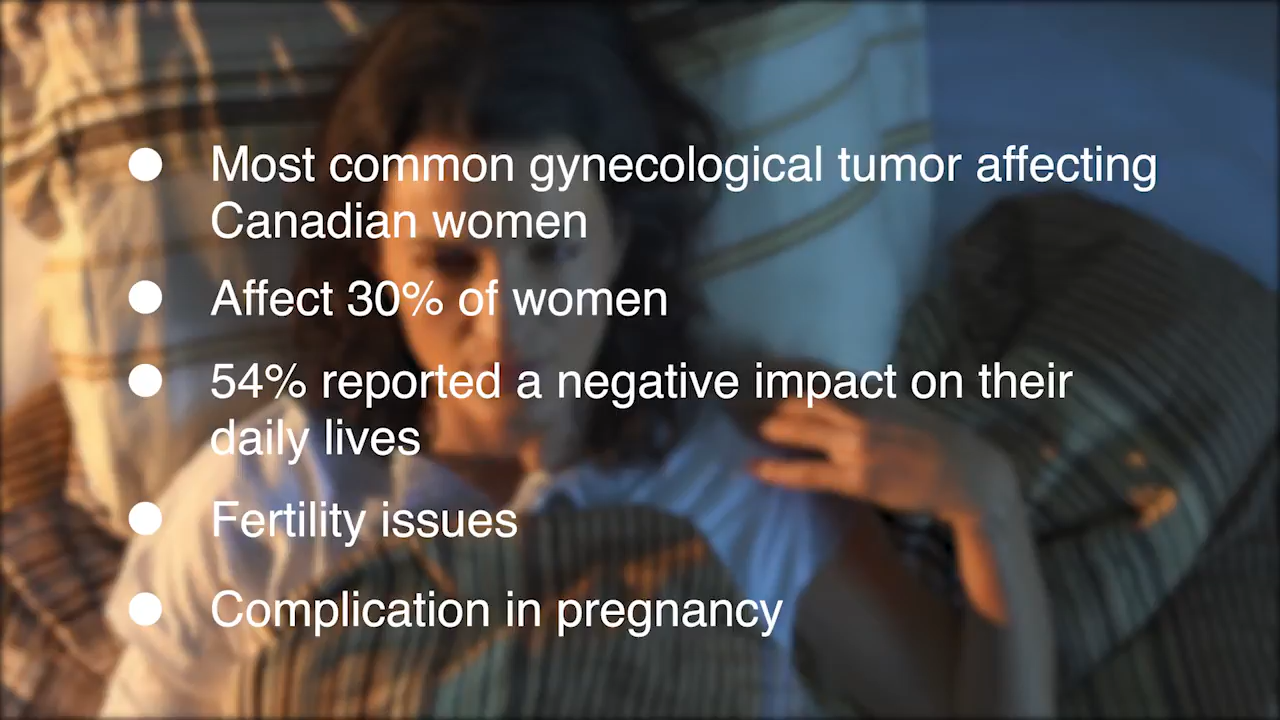 ● Most common gynecological tumor affecting
Canadian women
● Affect 30% of women
● 54% reported a negative impact on their
daily lives
● Fertility issues
● Complication in pregnancy